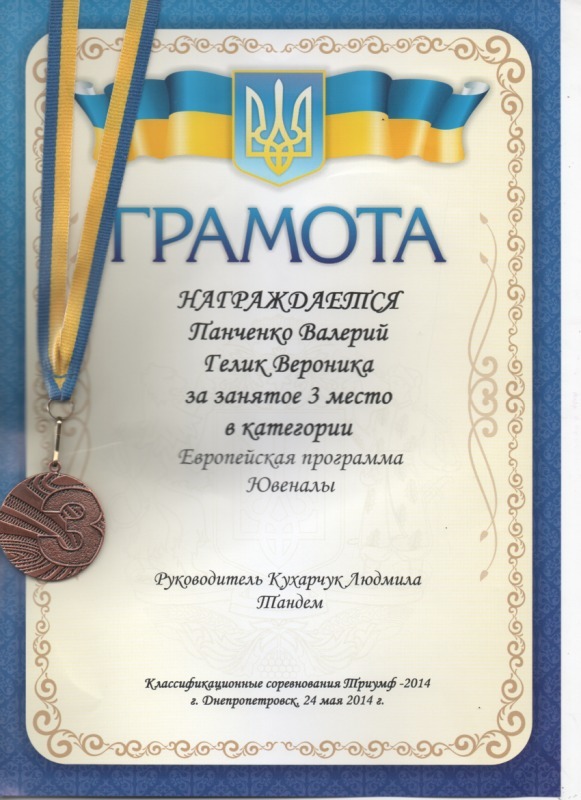 ГРАМОТА
НАГРАЖДАЕТСЯ
Панченко Валерий
Гелик Вероника
за занятое 3 место
в категории
Европейская программа
Ювеналы
Руководитель Кухарчук Людмила
Тандем
Классификационные соревнования Триумф -2014
г. Днепропетровск, 24 мая 2014 г.
3